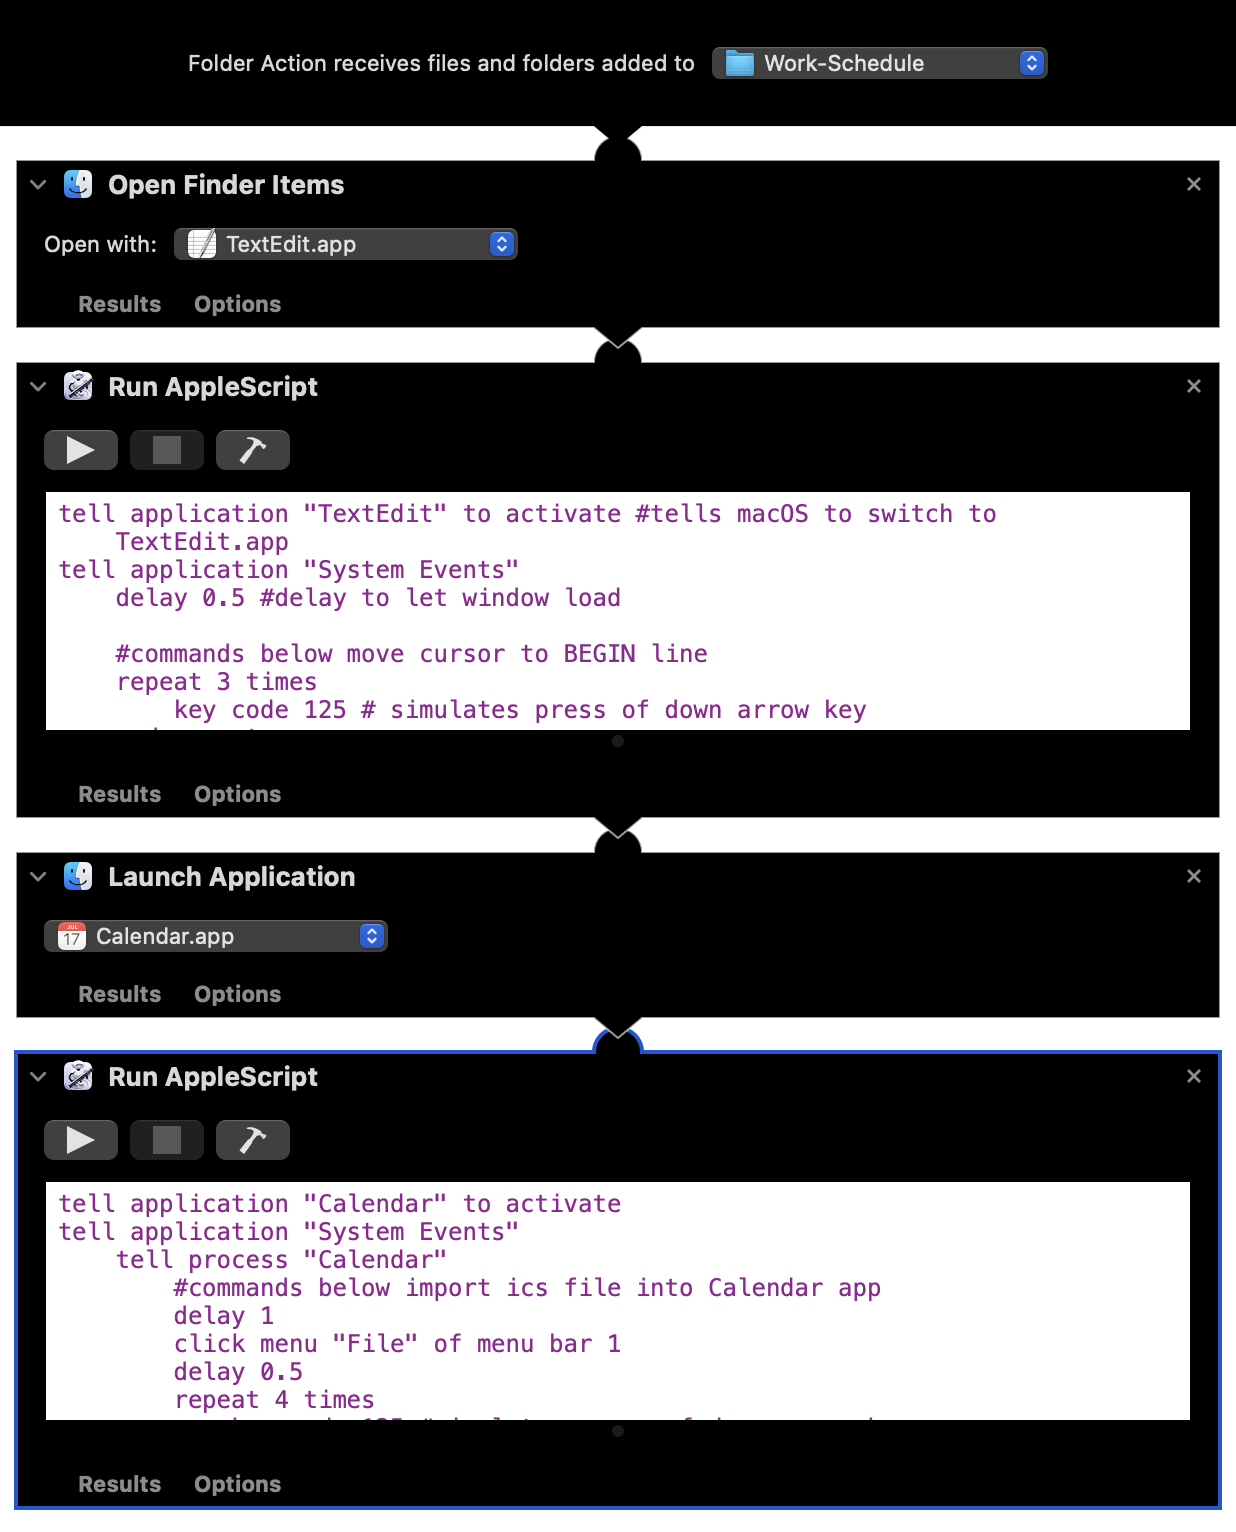 Folder Action receives files and folders added to Work-Schedule
Open Finder Items
Open with: TextEdit.app
Results Options
Run AppleScript
tell application "TextEdit" to activate #tells macOS to switch to
TextEdit.app
tell application "System Events"
delay 0.5 #delay to let window load
#commands below move cursor to BEGIN line
repeat 3 times
key code 125 # simulates press of down arrow key
Results Options
Launch Application
JUL
17
Calendar.app
Results Options
Run AppleScript
tell application "Calendar" to activate
tell application "System Events"
tell process "Calendar"
#commands below import ics file into Calendar app
delay 1
click menu "File" of menu bar 1
delay 0.5
repeat 4 times
Results Options